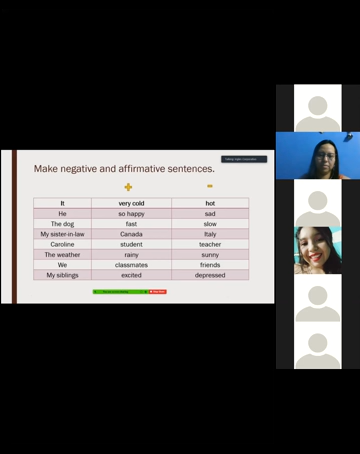 Make negative and affirmative sentences.
+ -
It very cold hot
He so happy sad
The dog fast slow
My sister-in-law Canada Italy
Caroline student teacher
The weather rainy sunny
We classmates friends
My siblings excited depressed